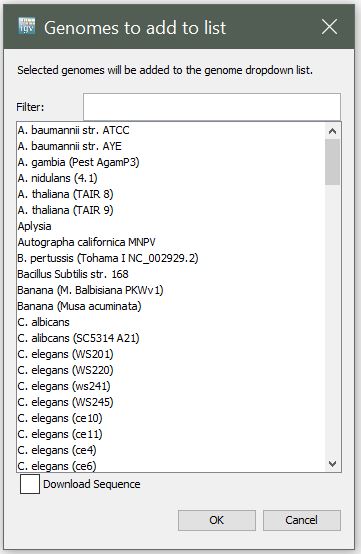 IGV
Genomes to add to list
Selected genomes will be added to the genome dropdown list.
Filter:
A. baumannii str. ATCC
A. baumannii str. AYE
A. gambia (Pest AgamP3)
A. nidulans (4.1)
A. thaliana (TAIR 8)
A. thaliana (TAIR 9)
Aplysia
Autographa californica MNPV
B. pertussis (Tohama I NC_002929.2)
Bacillus Subtilis str. 168
Banana (M. Balbisiana PKWv1)
Banana (Musa acuminata)
C. albicans
C. alibcans (SC5314 A21)
C. elegans (WS201)
C. elegans (WS220)
C. elegans (ws241)
C. elegans (WS245)
C. elegans (ce10)
C. elegans (ce11)
C. elegans (ce4)
C. elegans (ce6)
Download Sequence
OK Cancel